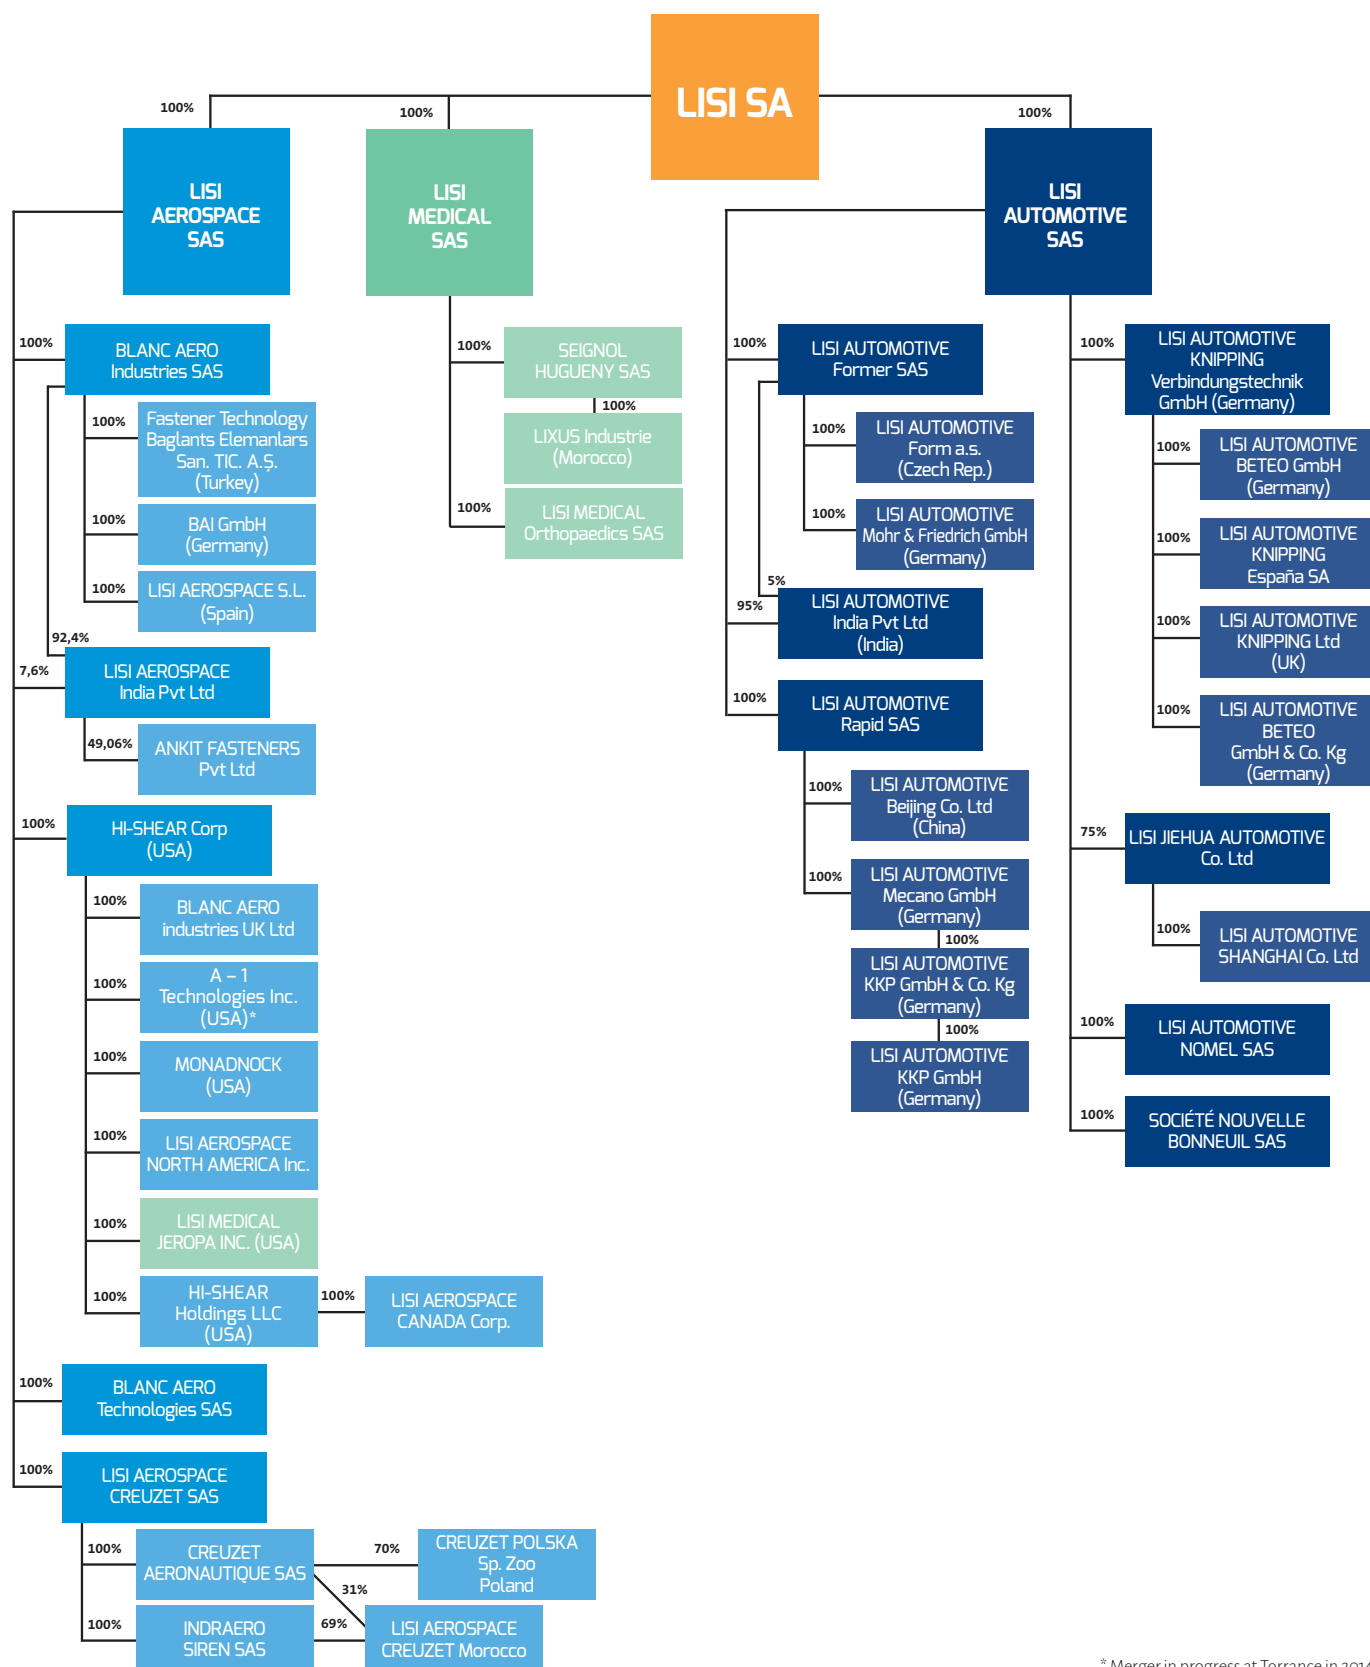 LISI SA
100%
100%
100%
LISI
AEROSPACE
SAS
LISI
MEDICAL
SAS
LISI
AUTOMOTIVE
SAS
100%
BLANC AERO
Industries SAS
100%
Fastener Technology
Baglants Elemanlars
San. TIC. A.Ş.
(Turkey)
100%
BAI GmbH
(Germany)
100%
LISI AEROSPACE S.L.
(Spain)
92,4%
7,6%
LISI AEROSPACE
India Pvt Ltd
49,06%
ANKIT FASTENERS
Pvt Ltd
100%
HI-SHEAR Corp
(USA)
100%
BLANC AERO
industries UK Ltd
100%
A – 1
Technologies Inc.
(USA)*
100%
MONADNOCK
(USA)
100%
LISI AEROSPACE
NORTH AMERICA Inc.
100%
LISI MEDICAL
JEROPA INC. (USA)
100%
HI-SHEAR
Holdings LLC
(USA)
100%
LISI AEROSPACE
CANADA Corp.
100%
BLANC AERO
Technologies SAS
100%
LISI AEROSPACE
CREUZET SAS
100%
CREUZET
AERONAUTIQUE SAS
70%
CREUZET POLSKA
Sp. Zoo
Poland
31%
100%
INDRAERO
SIREN SAS
69%
LISI AEROSPACE
CREUZET Morocco
100%
SEIGNOL
HUGUENY SAS
100%
LIXUS Industrie
(Morocco)
100%
LISI MEDICAL
Orthopaedics SAS
100%
LISI AUTOMOTIVE
Former SAS
100%
LISI AUTOMOTIVE
Form a.s.
(Czech Rep.)
100%
LISI AUTOMOTIVE
Mohr & Friedrich GmbH
(Germany)
5%
95%
LISI AUTOMOTIVE
India Pvt Ltd
(India)
100%
LISI AUTOMOTIVE
Rapid SAS
100%
LISI AUTOMOTIVE
Beijing Co. Ltd
(China)
100%
LISI AUTOMOTIVE
Mecano GmbH
(Germany)
100%
LISI AUTOMOTIVE
KKP GmbH & Co. Kg
(Germany)
100%
LISI AUTOMOTIVE
KKP GmbH
(Germany)
100%
LISI AUTOMOTIVE
KNIPPING
Verbindungstechnik
GmbH (Germany)
100%
LISI AUTOMOTIVE
BETEO GmbH
(Germany)
100%
LISI AUTOMOTIVE
KNIPPING
España SA
100%
LISI AUTOMOTIVE
KNIPPING Ltd
(UK)
100%
LISI AUTOMOTIVE
BETEO
GmbH & Co. Kg
(Germany)
75%
LISI JIEHUA AUTOMOTIVE
Co. Ltd
100%
LISI AUTOMOTIVE
SHANGHAI Co. Ltd
100%
LISI AUTOMOTIVE
NOMEL SAS
100%
SOCIÉTÉ NOUVELLE
BONNEUIL SAS
* Merger in progress at Torrance in 2014